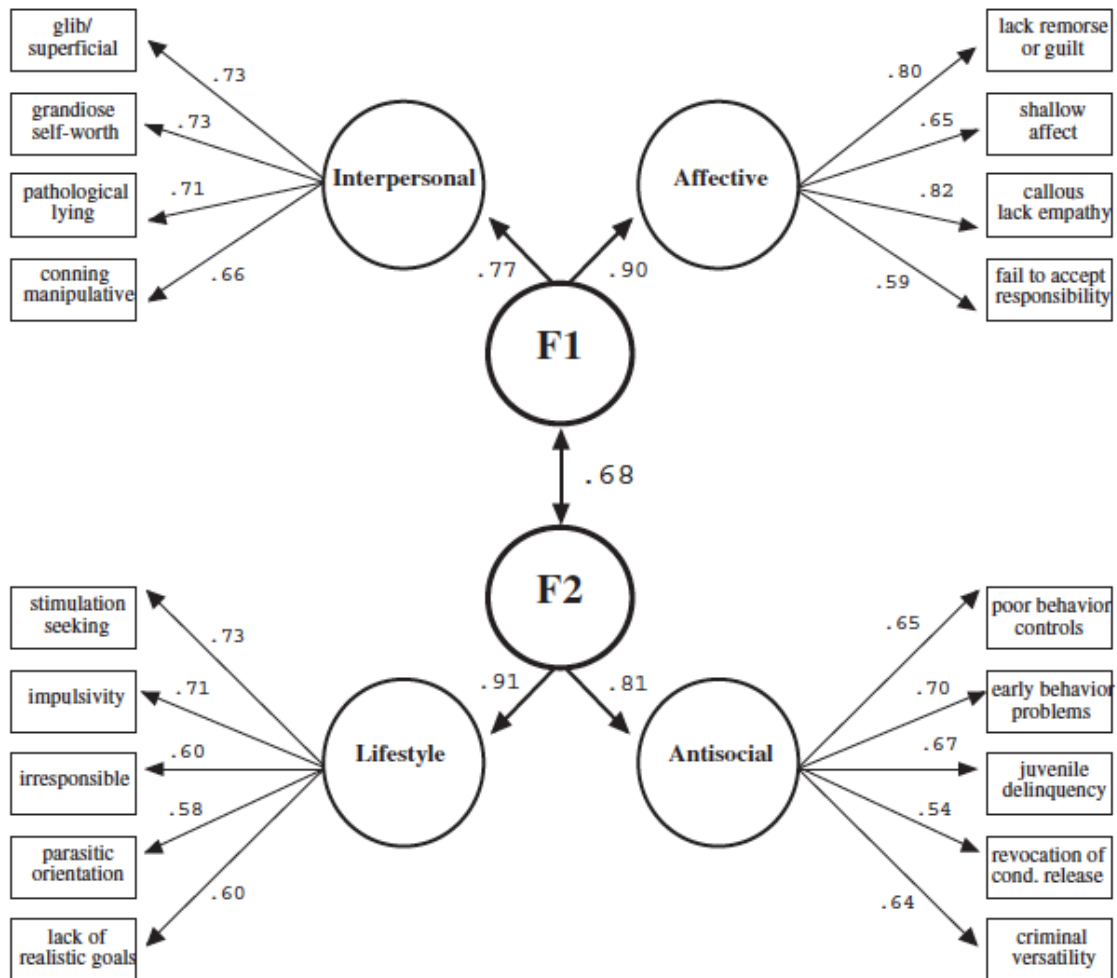 glib/
superficial
.73
grandiose
self-worth
.73
pathological
lying
.71
conning
manipulative
.66
Interpersonal
Affective
lack remorse
or guilt
.80
shallow
affect
.65
callous
lack empathy
.82
fail to accept
responsibility
.59
.77
.90
F1
.68
F2
.91
.81
stimulation
seeking
.73
impulsivity
.71
irresponsible
.60
parasitic
orientation
.58
lack of
realistic goals
.60
Lifestyle
Antisocial
poor behavior
controls
.65
early behavior
problems
.70
juvenile
delinquency
.67
revocation of
cond. release
.54
criminal
versatility
.64